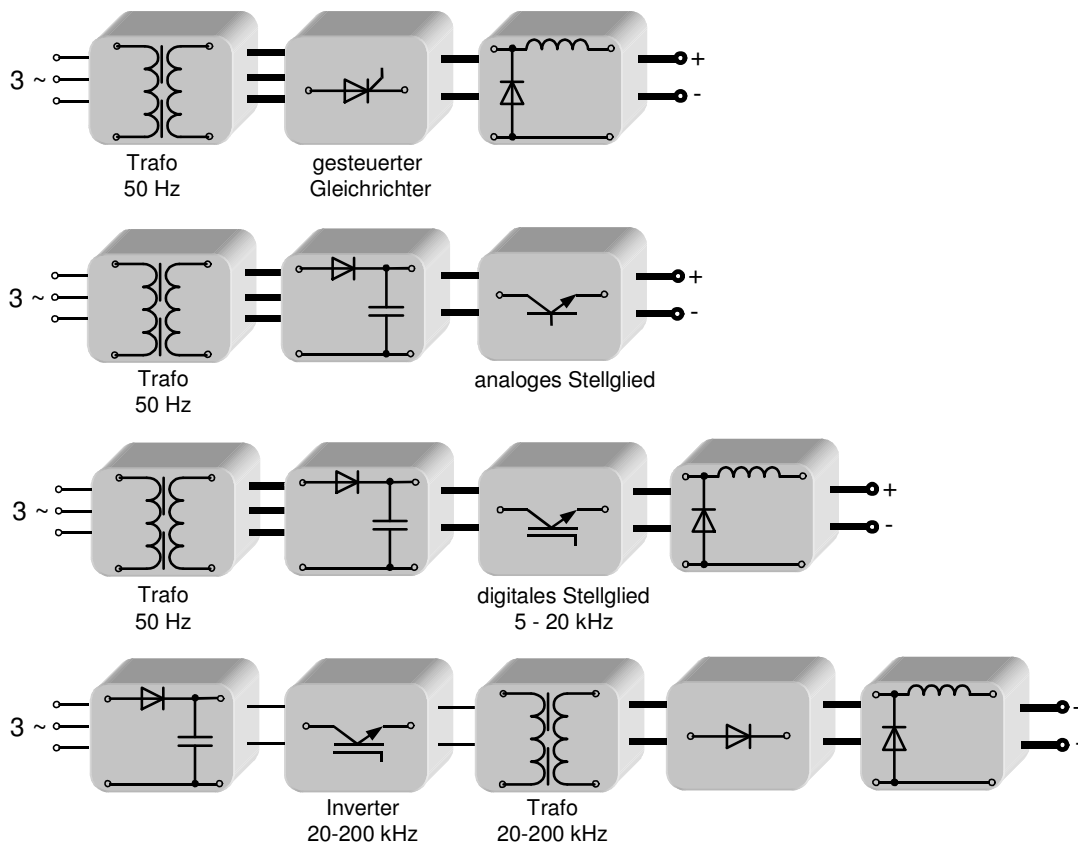 3 ~
+
-
Trafo
50 Hz
gesteuerter
Gleichrichter
3 ~
+
-
Trafo
50 Hz
analoges Stellglied
3 ~
+
-
Trafo
50 Hz
digitales Stellglied
5 - 20 kHz
3 ~
Inverter
20-200 kHz
Trafo
20-200 kHz